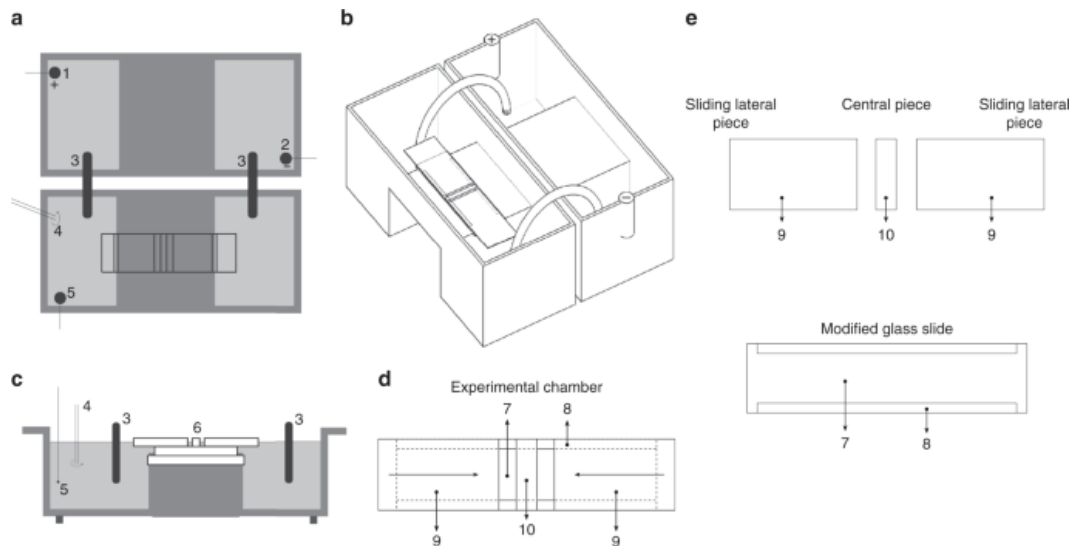 a
1
+
2
-
3
3
4
5
b
+
−
c
4
3
6
3
5
d
Experimental chamber
7
8
9
10
9
e
Sliding lateral
piece
Central piece
Sliding lateral
piece
9
10
9
Modified glass slide
7
8